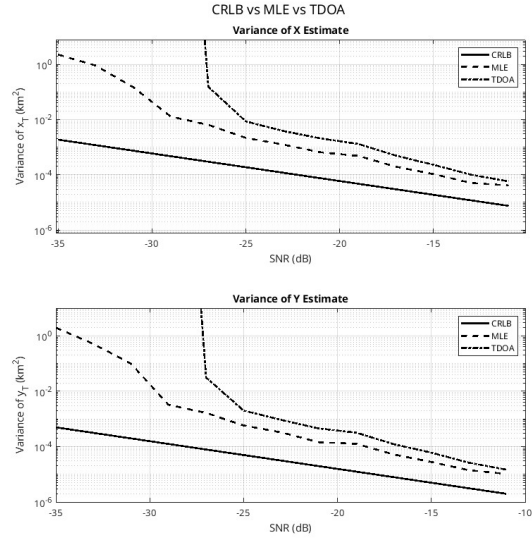 CRLB vs MLE vs TDOA
Variance of X Estimate
CRLB
MLE
TDOA
Variance of x_T (km²)
10⁰
10⁻²
10⁻⁴
10⁻⁶
-35
-30
-25
-20
-15
SNR (dB)
Variance of Y Estimate
CRLB
MLE
TDOA
Variance of y_T (km²)
10⁰
10⁻²
10⁻⁴
10⁻⁶
-35
-30
-25
-20
-15
-10
SNR (dB)